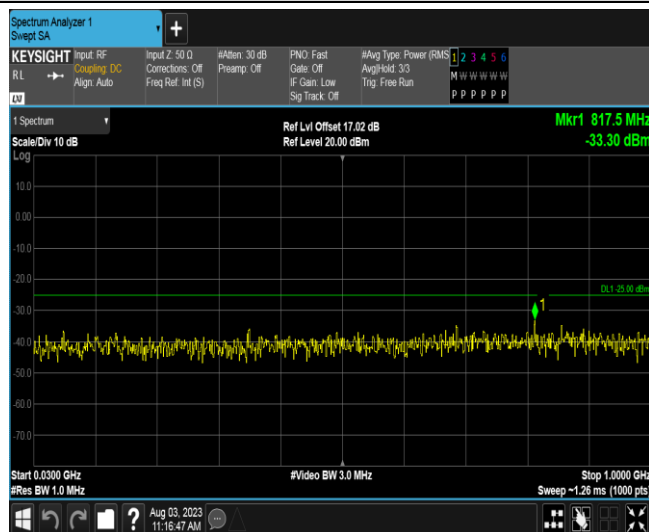 Spectrum Analyzer 1
Swept SA
KEYSIGHT Input: RF Input Z: 50 Ω #Atten: 30 dB PNO: Fast #Avg Type: Power (RMS 1 2 3 4 5 6
RL Coupling: DC Corrections: Off Preamp: Off Gate: Off Avg|Hold: 3/3 M W W W W W
Align: Auto Freq Ref: Int (S) IF Gain: Low Trig: Free Run
LXI Sig Track: Off P P P P P P
1 Spectrum Ref Lvl Offset 17.02 dB Mkr1 817.5 MHz
Scale/Div 10 dB Ref Level 20.00 dBm -33.30 dBm
Log
10.0
0.00
-10.0
-20.0
DL1 -25.00 dBm
1
-30.0
-40.0
-50.0
-60.0
-70.0
Start 0.0300 GHz #Video BW 3.0 MHz Stop 1.0000 GHz
#Res BW 1.0 MHz Sweep ~1.26 ms (1000 pts)
Aug 03, 2023
11:16:47 AM